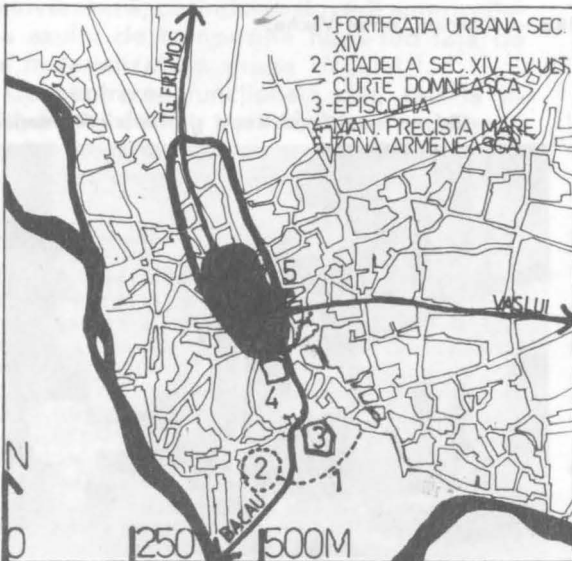 1-FORTIFCATIA URBANA SEC.
XIV
2-CITADELA SEC.XIV EV.ULT.
CURTE DOMNEASCA
3-EPISCOPIA
4-MAN. PRECISTA MARE
5-ZONA ARMENEASCA
TG.FRUMOS
5
VASLUI
4
3
2
1
BACAU
N
0 250 500M